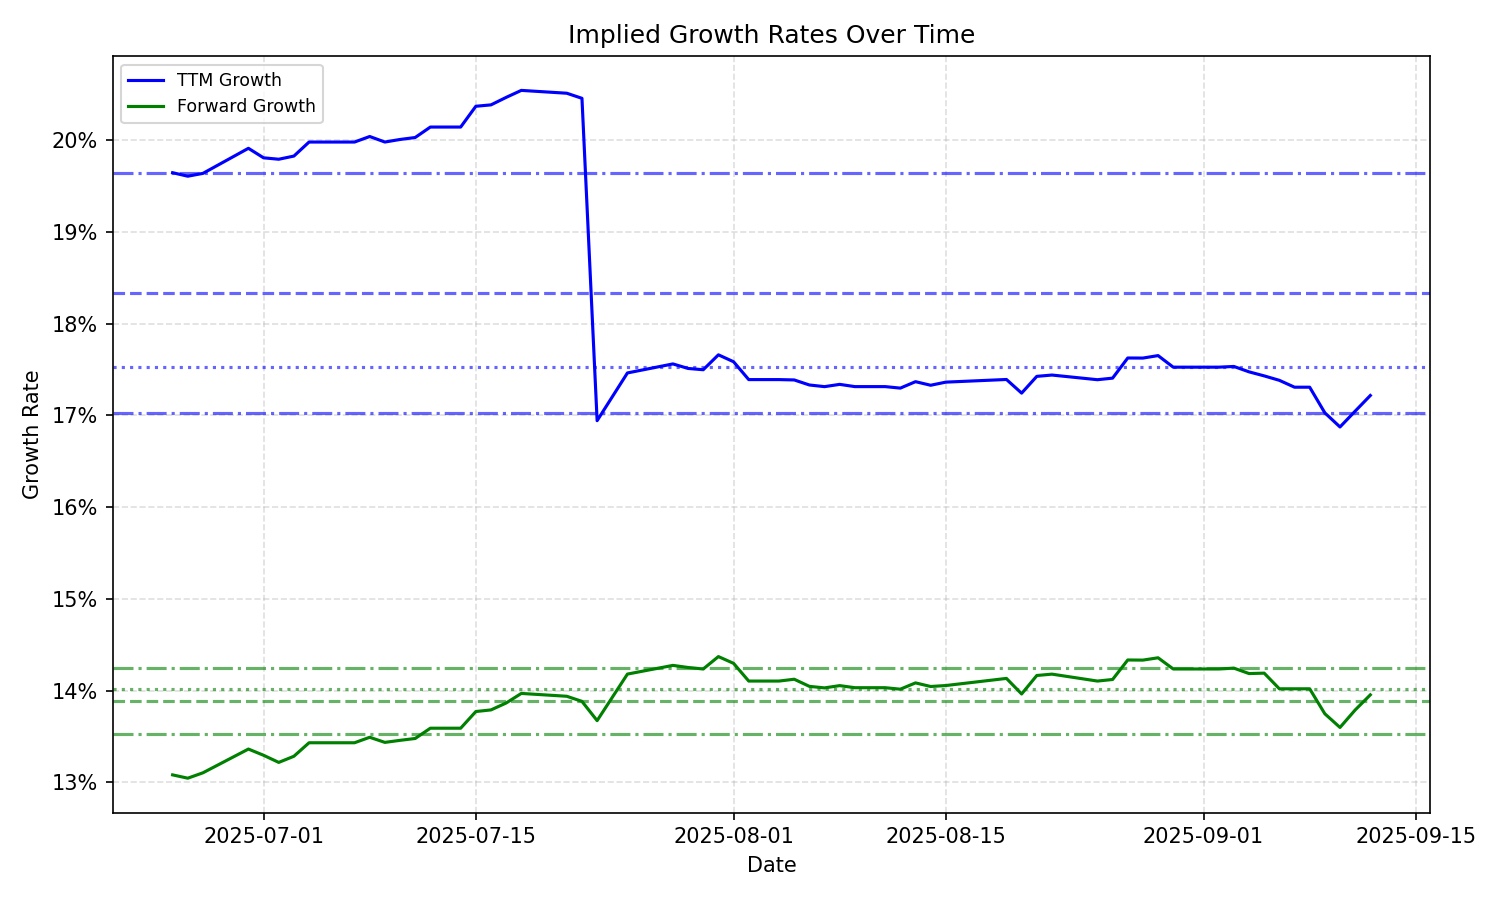 Implied Growth Rates Over Time
TTM Growth
Forward Growth
Growth Rate
20%
19%
18%
17%
16%
15%
14%
13%
2025-07-01
2025-07-15
2025-08-01
2025-08-15
2025-09-01
2025-09-15
Date